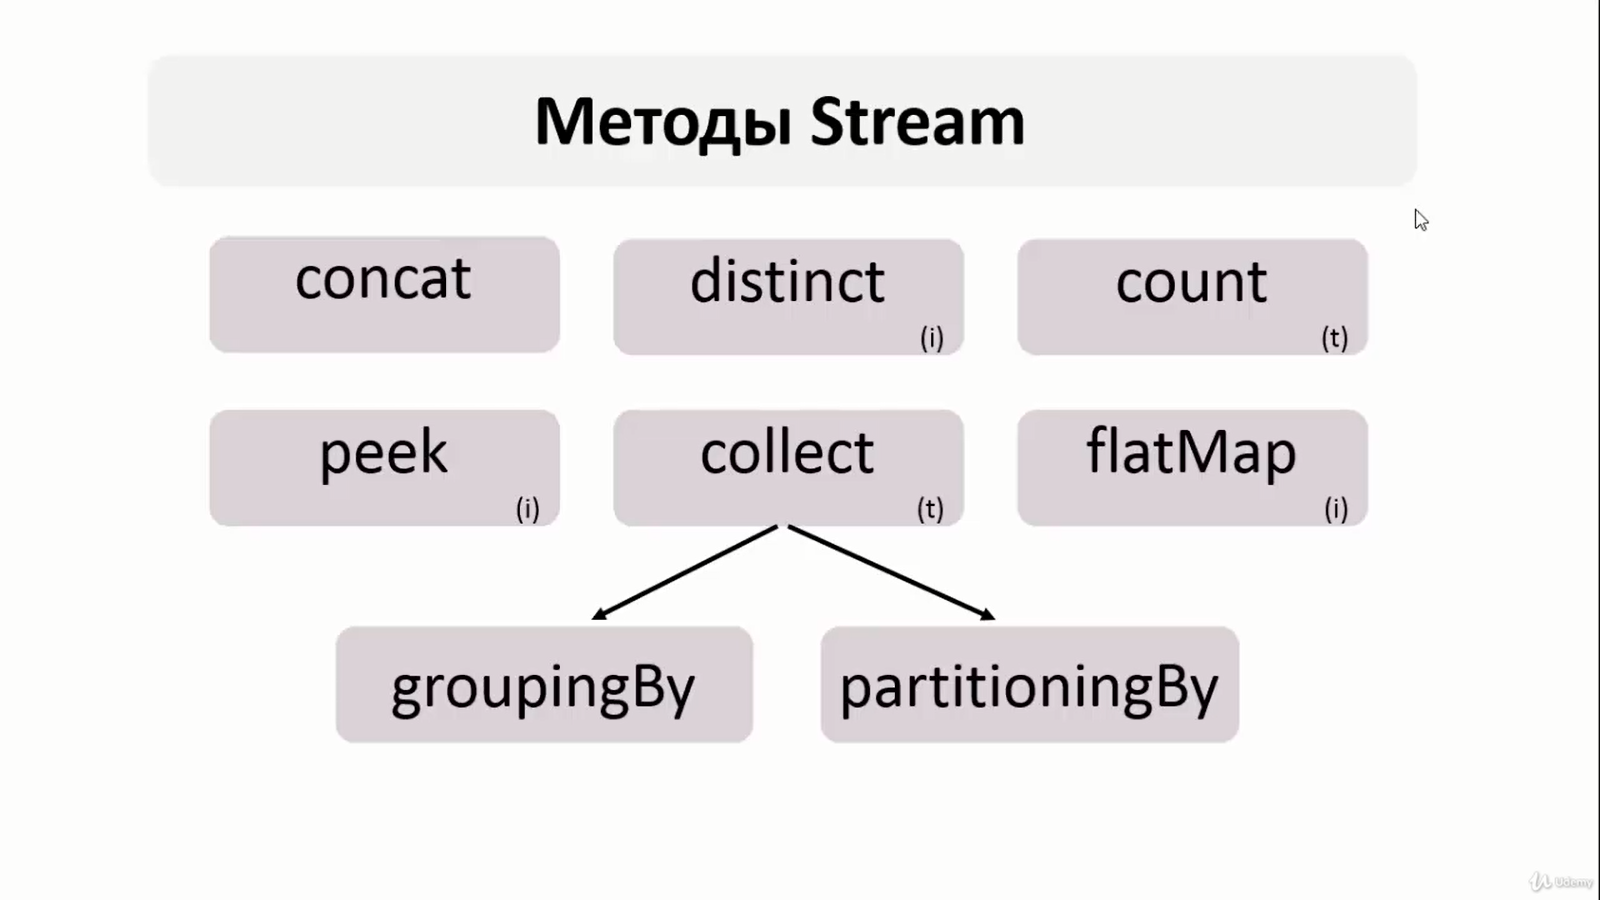 Методы Stream
concat
distinct
(i)
count
(t)
peek
(i)
collect
(t)
flatMap
(i)
groupingBy
partitioningBy
Udemy